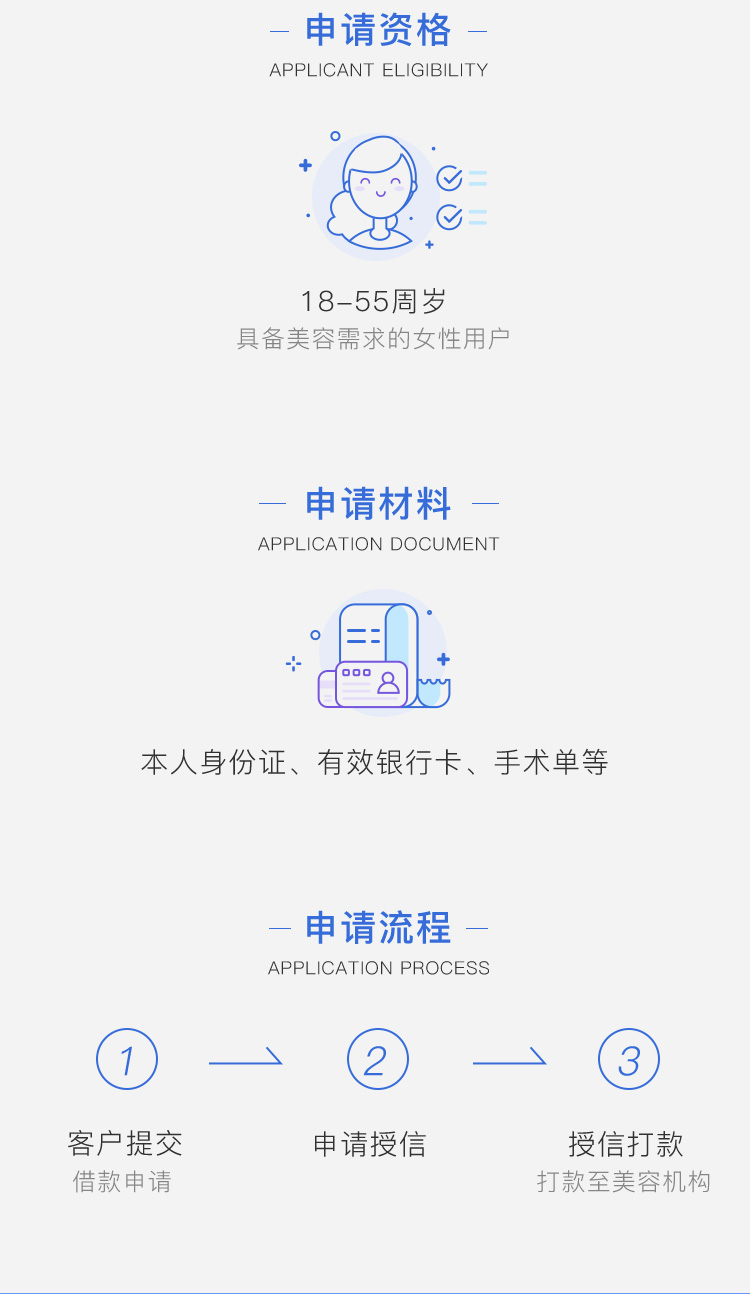 申请资格
APPLICANT ELIGIBILITY
18-55周岁
具备美容需求的女性用户
申请材料
APPLICATION DOCUMENT
本人身份证、有效银行卡、手术单等
申请流程
APPLICATION PROCESS
1 2 3
客户提交 申请授信 授信打款
借款申请 打款至美容机构